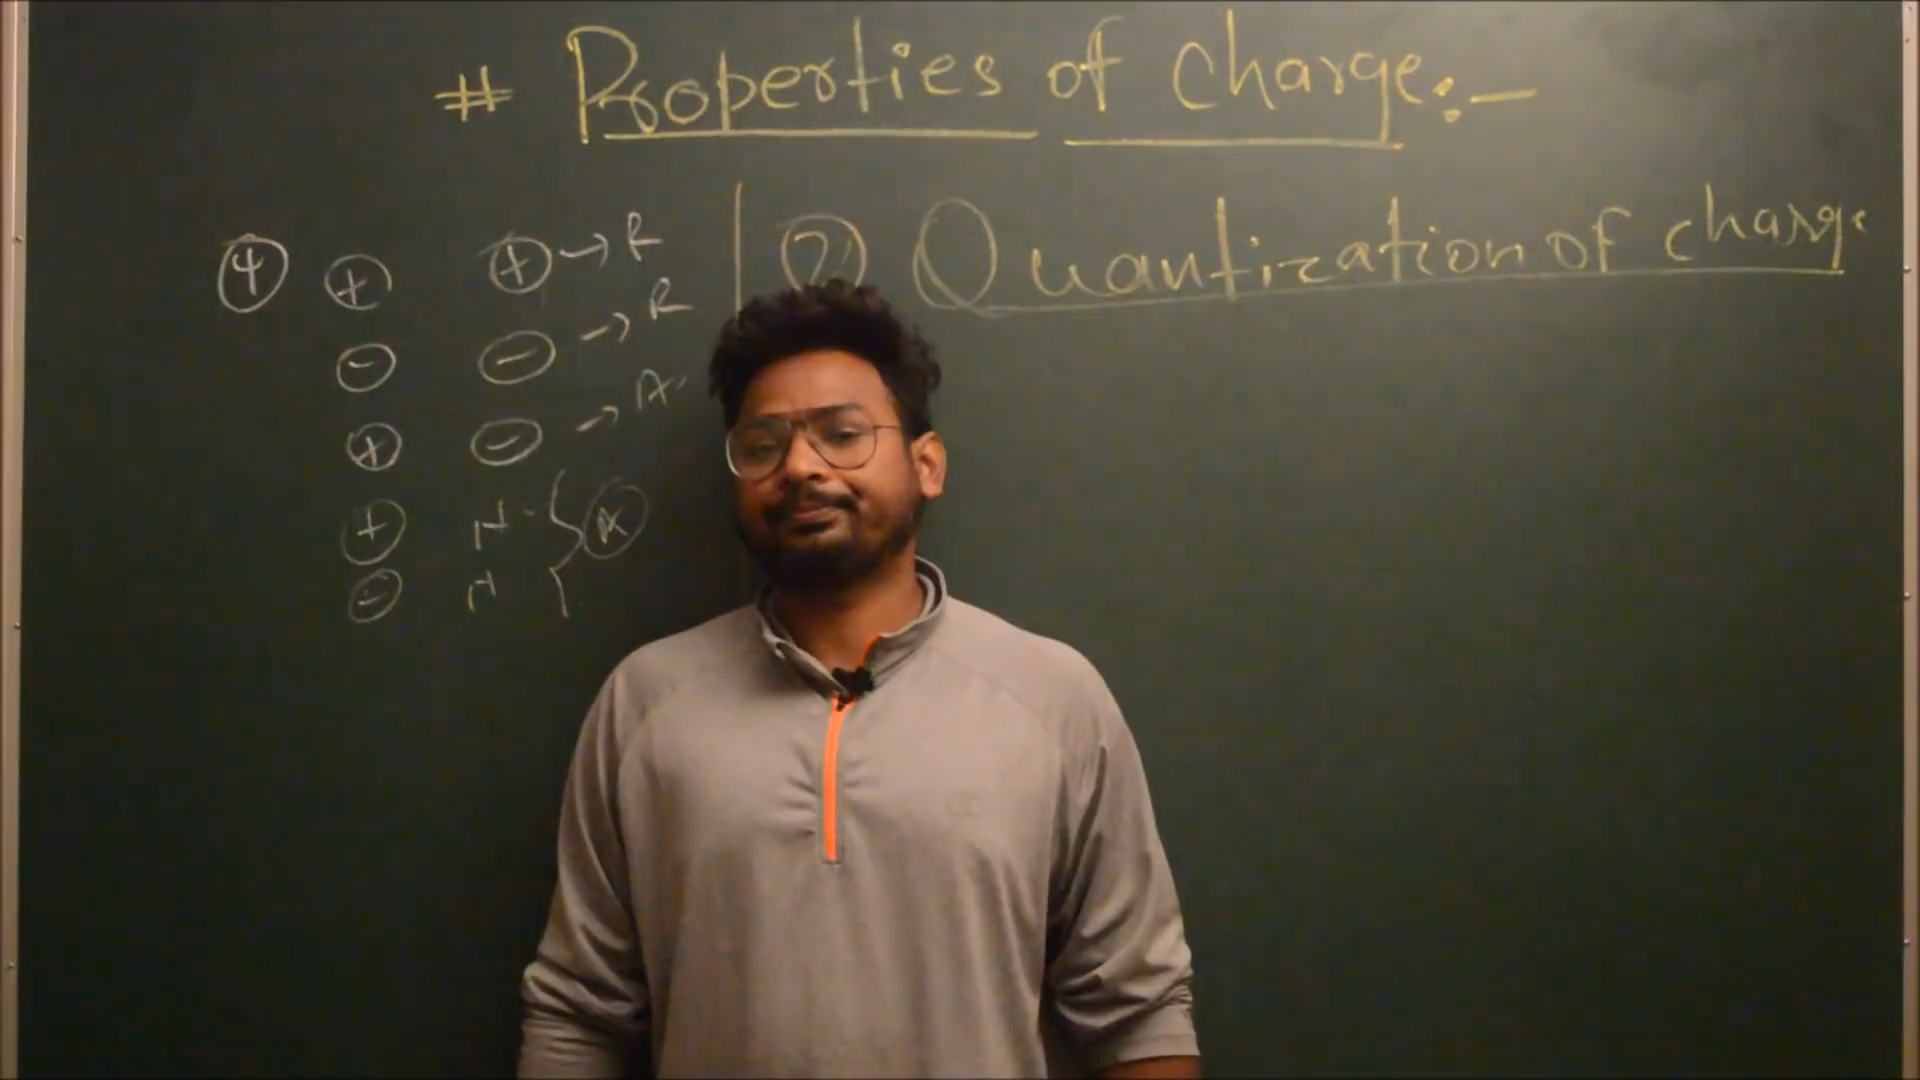 # Properties of charge:-
④ ⊕ ⊕ → R
⊖ ⊖ → R
⊕ ⊖ → A
⊕ N
⊖ N
} Ⓐ
⑦ Quantization of charge